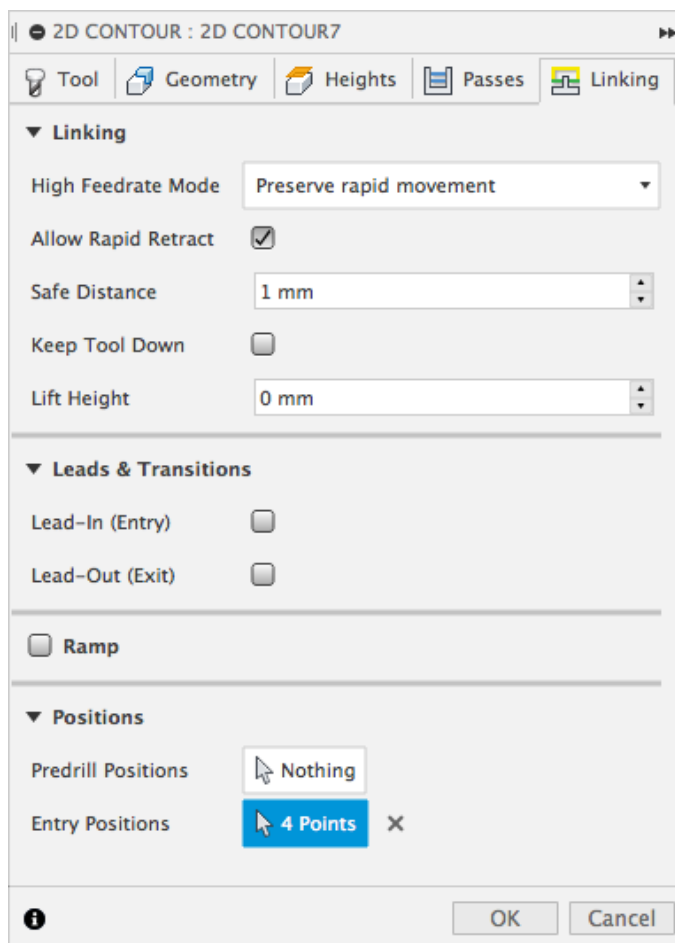 2D CONTOUR : 2D CONTOUR7
Tool Geometry Heights Passes Linking
Linking
High Feedrate Mode Preserve rapid movement
Allow Rapid Retract
Safe Distance 1 mm
Keep Tool Down
Lift Height 0 mm
Leads & Transitions
Lead-In (Entry)
Lead-Out (Exit)
Ramp
Positions
Predrill Positions Nothing
Entry Positions 4 Points
OK Cancel